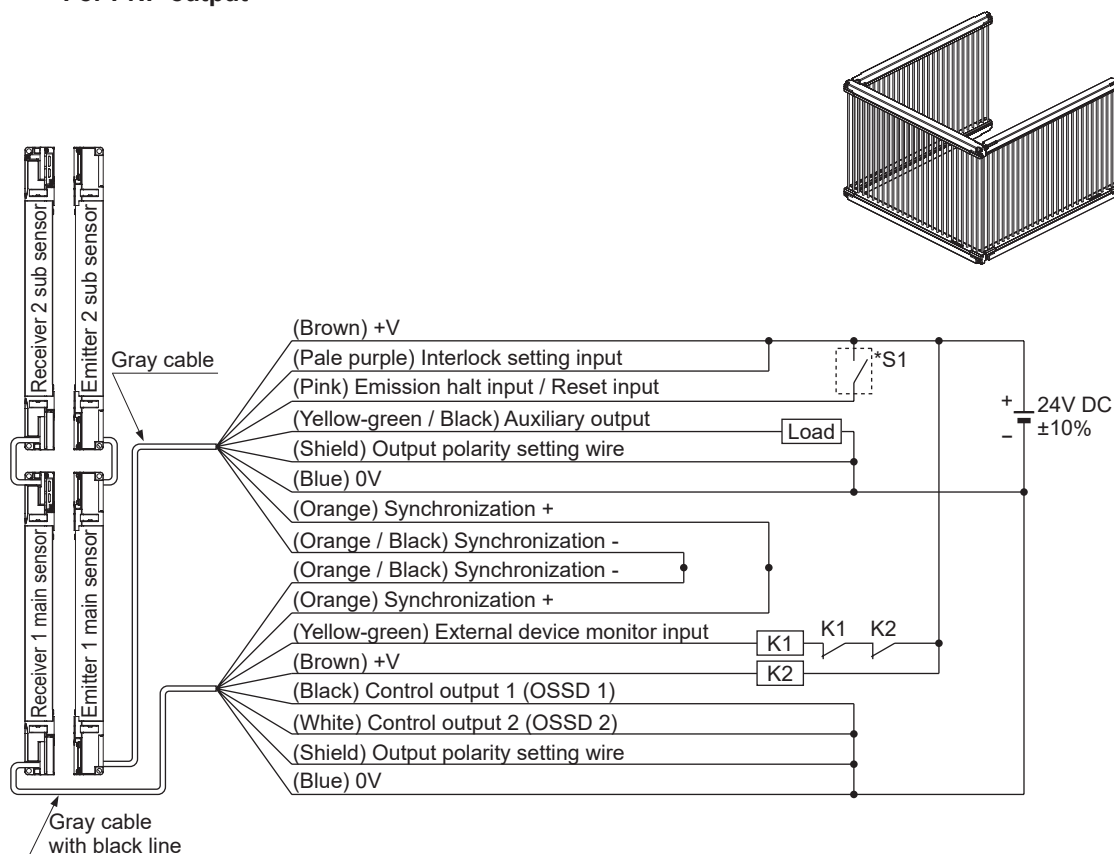 Receiver 2 sub sensor
Emitter 2 sub sensor
Receiver 1 main sensor
Emitter 1 main sensor
Gray cable
(Brown) +V
(Pale purple) Interlock setting input
(Pink) Emission halt input / Reset input
(Yellow-green / Black) Auxiliary output
(Shield) Output polarity setting wire
(Blue) 0V
(Orange) Synchronization +
(Orange / Black) Synchronization -
(Orange / Black) Synchronization -
(Orange) Synchronization +
(Yellow-green) External device monitor input
(Brown) +V
(Black) Control output 1 (OSSD 1)
(White) Control output 2 (OSSD 2)
(Shield) Output polarity setting wire
(Blue) 0V
*S1
Load
+
24V DC
−
±10%
K1
K1
K2
K2
Gray cable
with black line